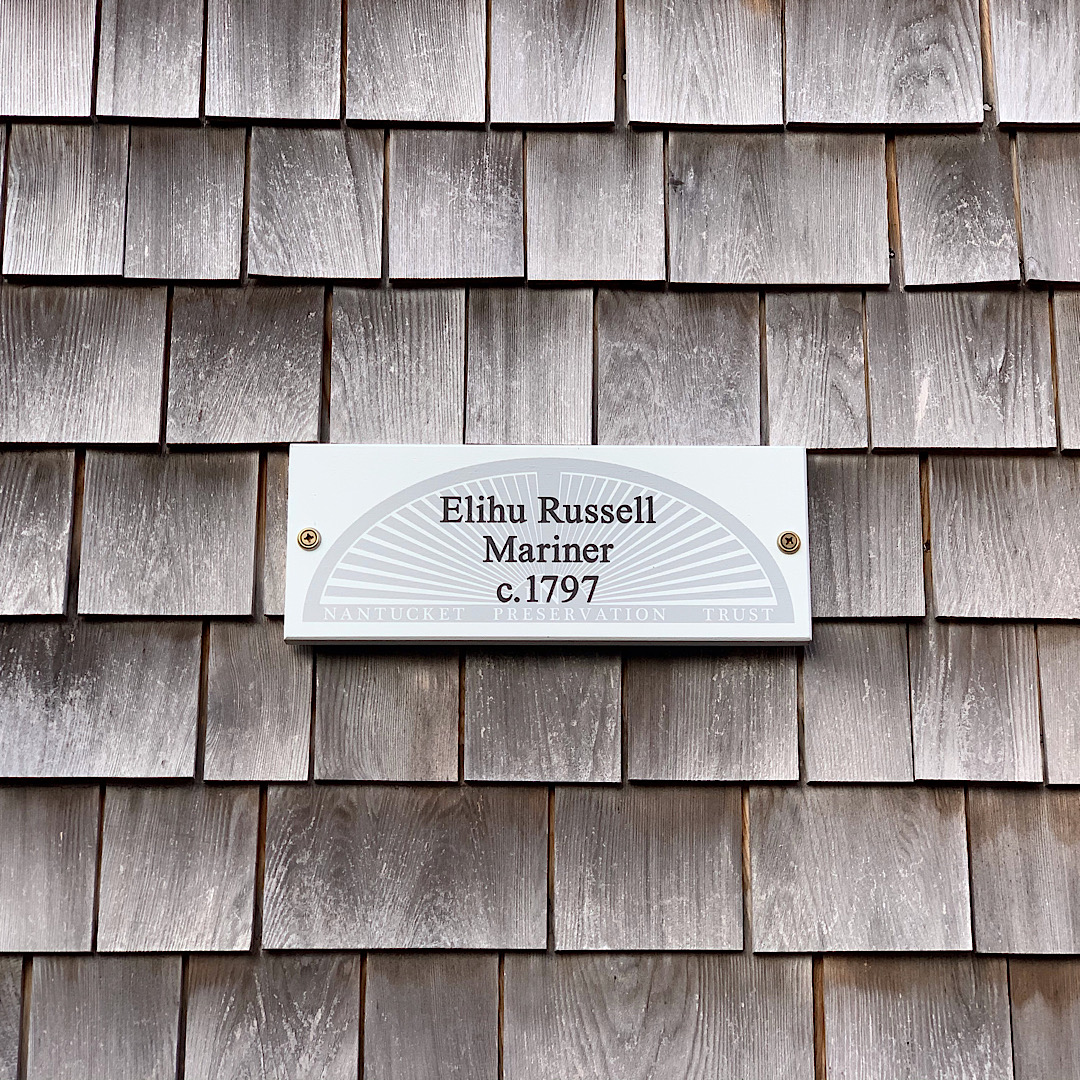 Elihu Russell
Mariner
c.1797
NANTUCKET PRESERVATION TRUST